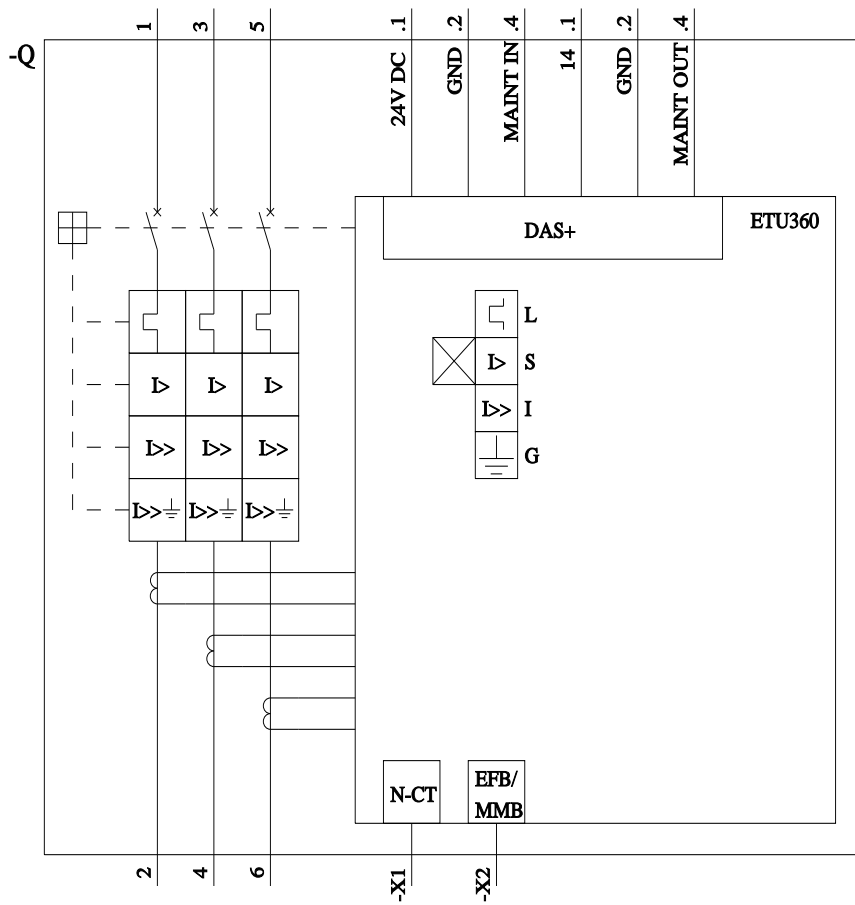 1 3 5 .1 .2 .4 .1 .2 .4
-Q
24V DC GND MAINT IN 14 GND MAINT OUT
DAS+
ETU360
L
I> S
I>> I
G
I> I> I>
I>> I>> I>>
I>> I>> I>>
N-CT
EFB/
MMB
2 4 6 -X1 -X2